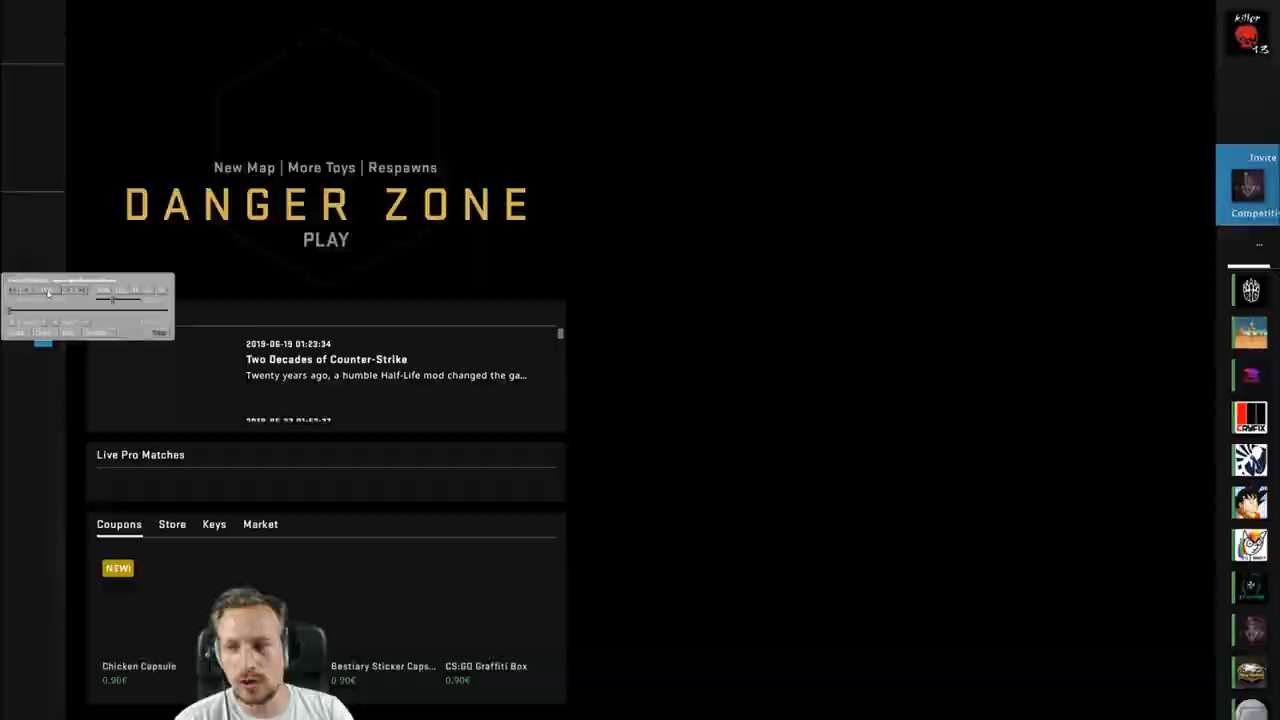 killer
13
New Map | More Toys | Respawns
DANGER ZONE
PLAY
Invite
Competiti
...
2019-06-19 01:23:34
Two Decades of Counter-Strike
Twenty years ago, a humble Half-Life mod changed the ga...
Live Pro Matches
Coupons Store Keys Market
NEW!
Chicken Capsule
Bestiary Sticker Caps...
CS:GO Graffiti Box
0.90€
0.90€
0.90€